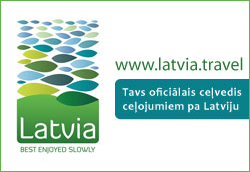 www.latvia.travel
Tavs oficiālais ceļvedis
ceļojumiem pa Latviju
Latvia
BEST ENJOYED SLOWLY